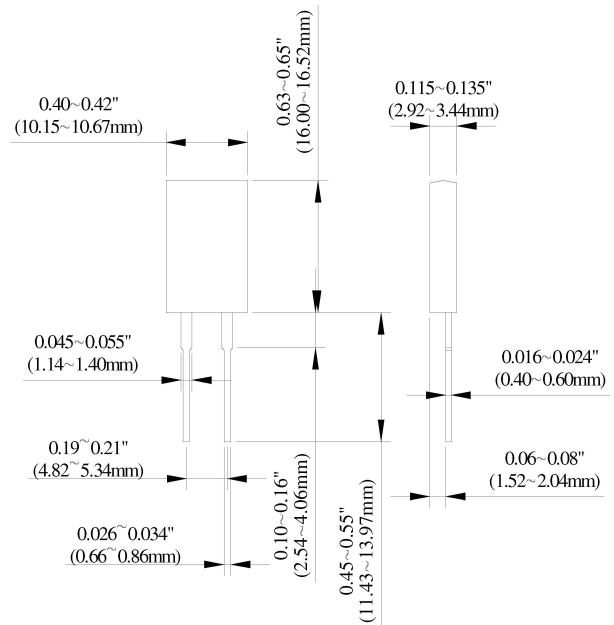 0.63~0.65"
(16.00~16.52mm)
0.115~0.135"
(2.92~3.44mm)
0.40~0.42"
(10.15~10.67mm)
0.045~0.055"
(1.14~1.40mm)
0.016~0.024"
(0.40~0.60mm)
0.19~0.21"
(4.82~5.34mm)
0.06~0.08"
(1.52~2.04mm)
0.10~0.16"
(2.54~4.06mm)
0.45~0.55"
(11.43~13.97mm)
0.026~0.034"
(0.66~0.86mm)